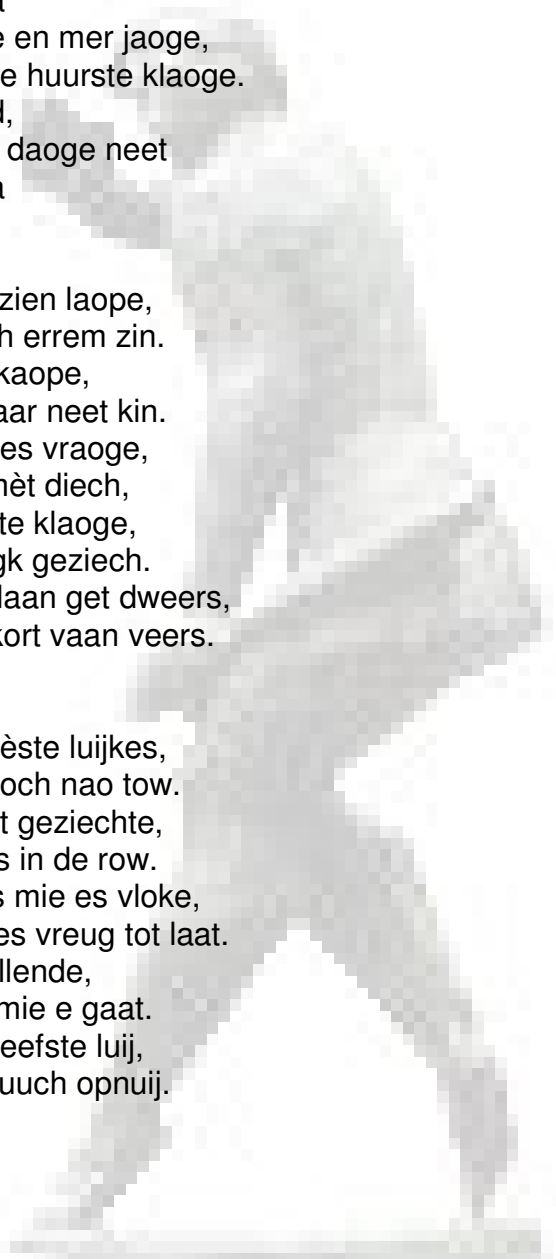 e en mer jaoge,
e huurste klaoge.
d,
daoge neet
a
zien laope,
h errem zin.
kaope,
aar neet kin.
es vraoge,
nèt diech,
te klaoge,
gk geziech.
laan get dweers,
kort vaan veers.
èste luijkes,
och nao tow.
t geziechte,
s in de row.
s mie es vloke,
es vreug tot laat.
llende,
mie e gaat.
eefste luij,
uuch opnuij.